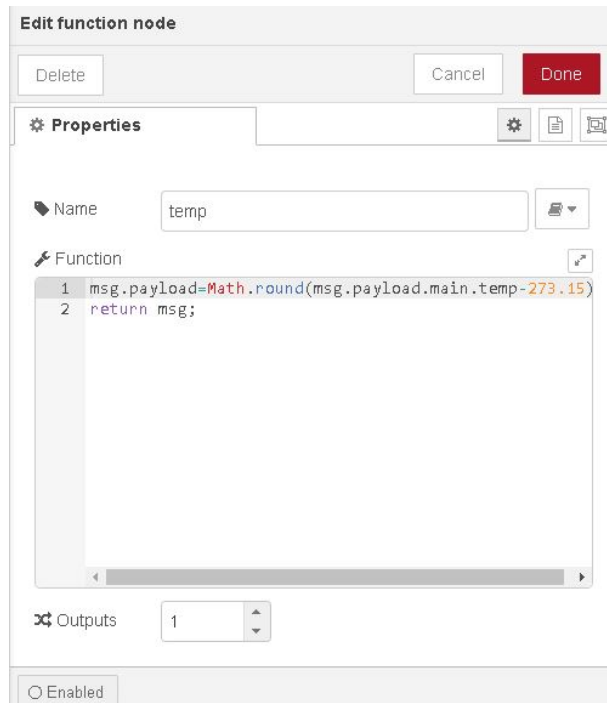 Edit function node
Delete Cancel Done
Properties
Name temp
Function
1 msg.payload=Math.round(msg.payload.main.temp-273.15)
2 return msg;
Outputs 1
Enabled